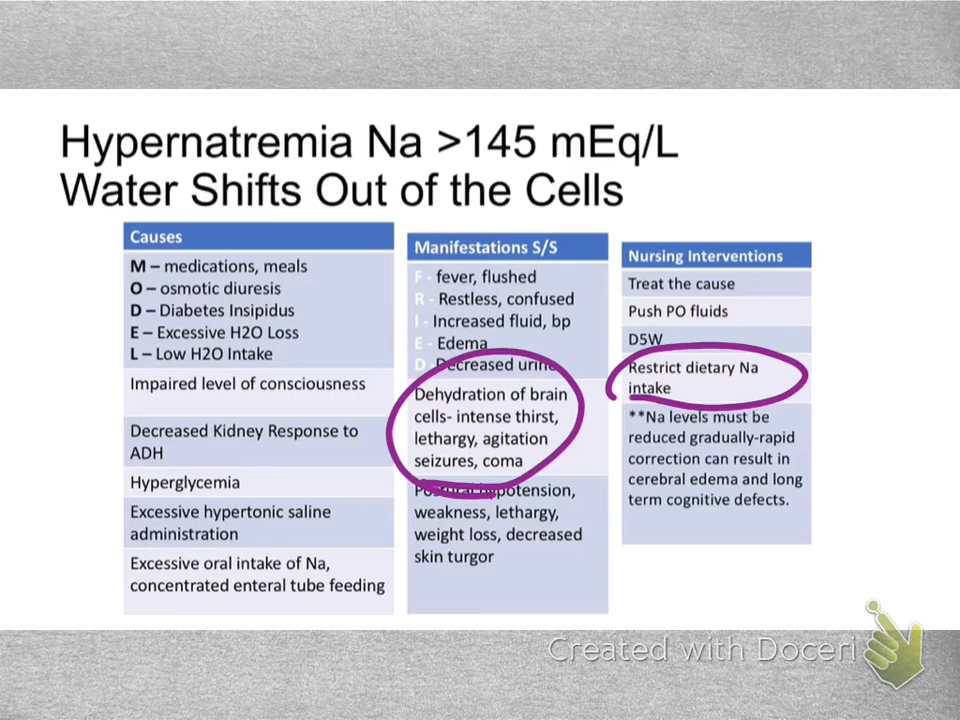 Hypernatremia Na >145 mEq/L
Water Shifts Out of the Cells
Causes
M – medications, meals
O – osmotic diuresis
D – Diabetes Insipidus
E – Excessive H2O Loss
L – Low H2O Intake
Impaired level of consciousness
Decreased Kidney Response to
ADH
Hyperglycemia
Excessive hypertonic saline
administration
Excessive oral intake of Na,
concentrated enteral tube feeding
Manifestations S/S
F - fever, flushed
R - Restless, confused
I - Increased fluid, bp
E - Edema
D - Decreased urine
Dehydration of brain
cells- intense thirst,
lethargy, agitation
seizures, coma
Postural hypotension,
weakness, lethargy,
weight loss, decreased
skin turgor
Nursing Interventions
Treat the cause
Push PO fluids
D5W
Restrict dietary Na
intake
**Na levels must be
reduced gradually-rapid
correction can result in
cerebral edema and long
term cognitive defects.
Created with Doceri